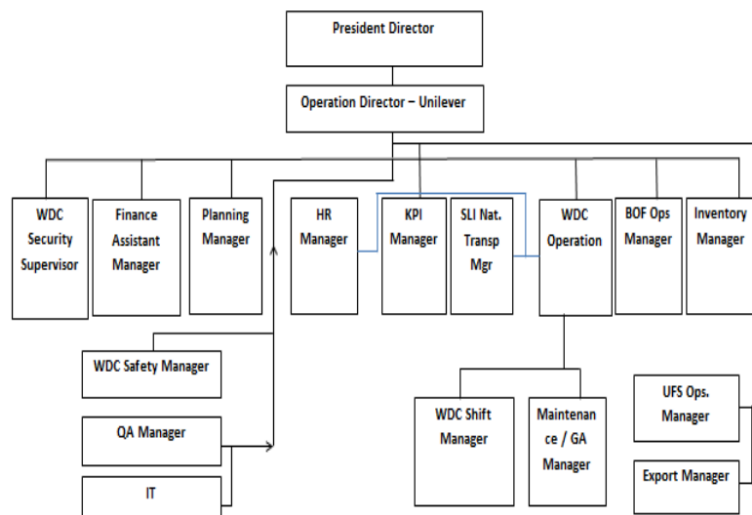 President Director
Operation Director – Unilever
WDC
Security
Supervisor
Finance
Assistant
Manager
Planning
Manager
HR
Manager
KPI
Manager
SLI Nat.
Transp
Mgr
WDC
Operation
BOF Ops
Manager
Inventory
Manager
WDC Safety Manager
QA Manager
IT
WDC Shift
Manager
Maintenan
ce / GA
Manager
UFS Ops.
Manager
Export Manager